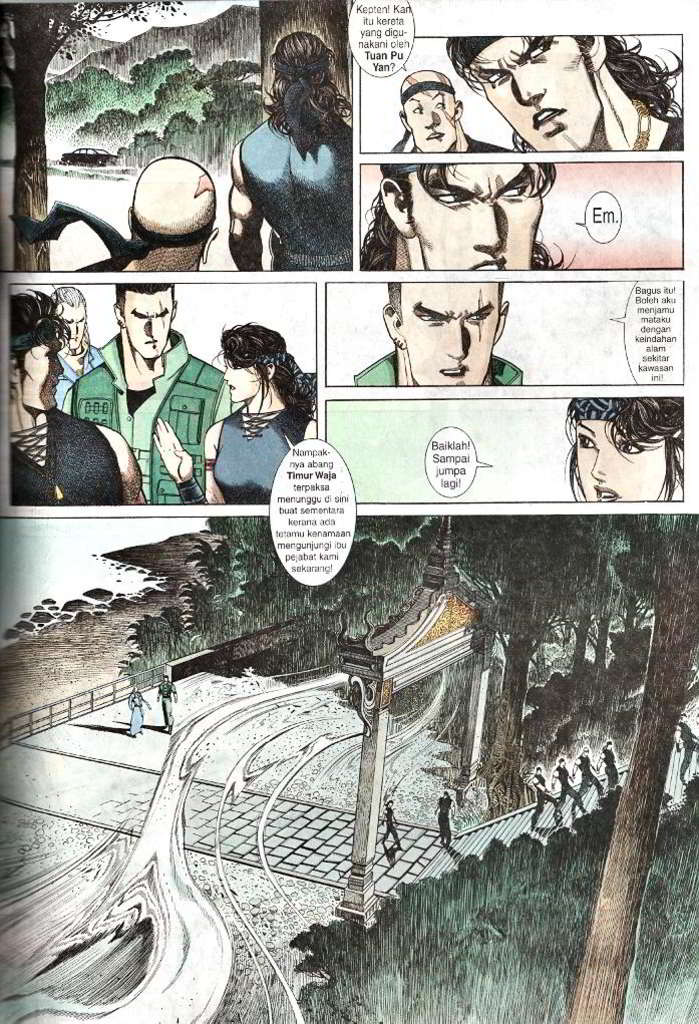 Kepten! Kan
itu kereta
yang digu-
nakani oleh
Tuan Pu
Yan?
Em.
Nampak-
nya abang
Timur Waja
terpaksa
menunggu di sini
buat sementara
kerana ada
tetamu kenamaan
mengunjungi ibu
pejabat kami
sekarang!
Bagus itu!
Boleh aku
menjamu
mataku
dengan
keindahan
alam
sekitar
kawasan
ini!
Baiklah!
Sampai
jumpa
lagi!